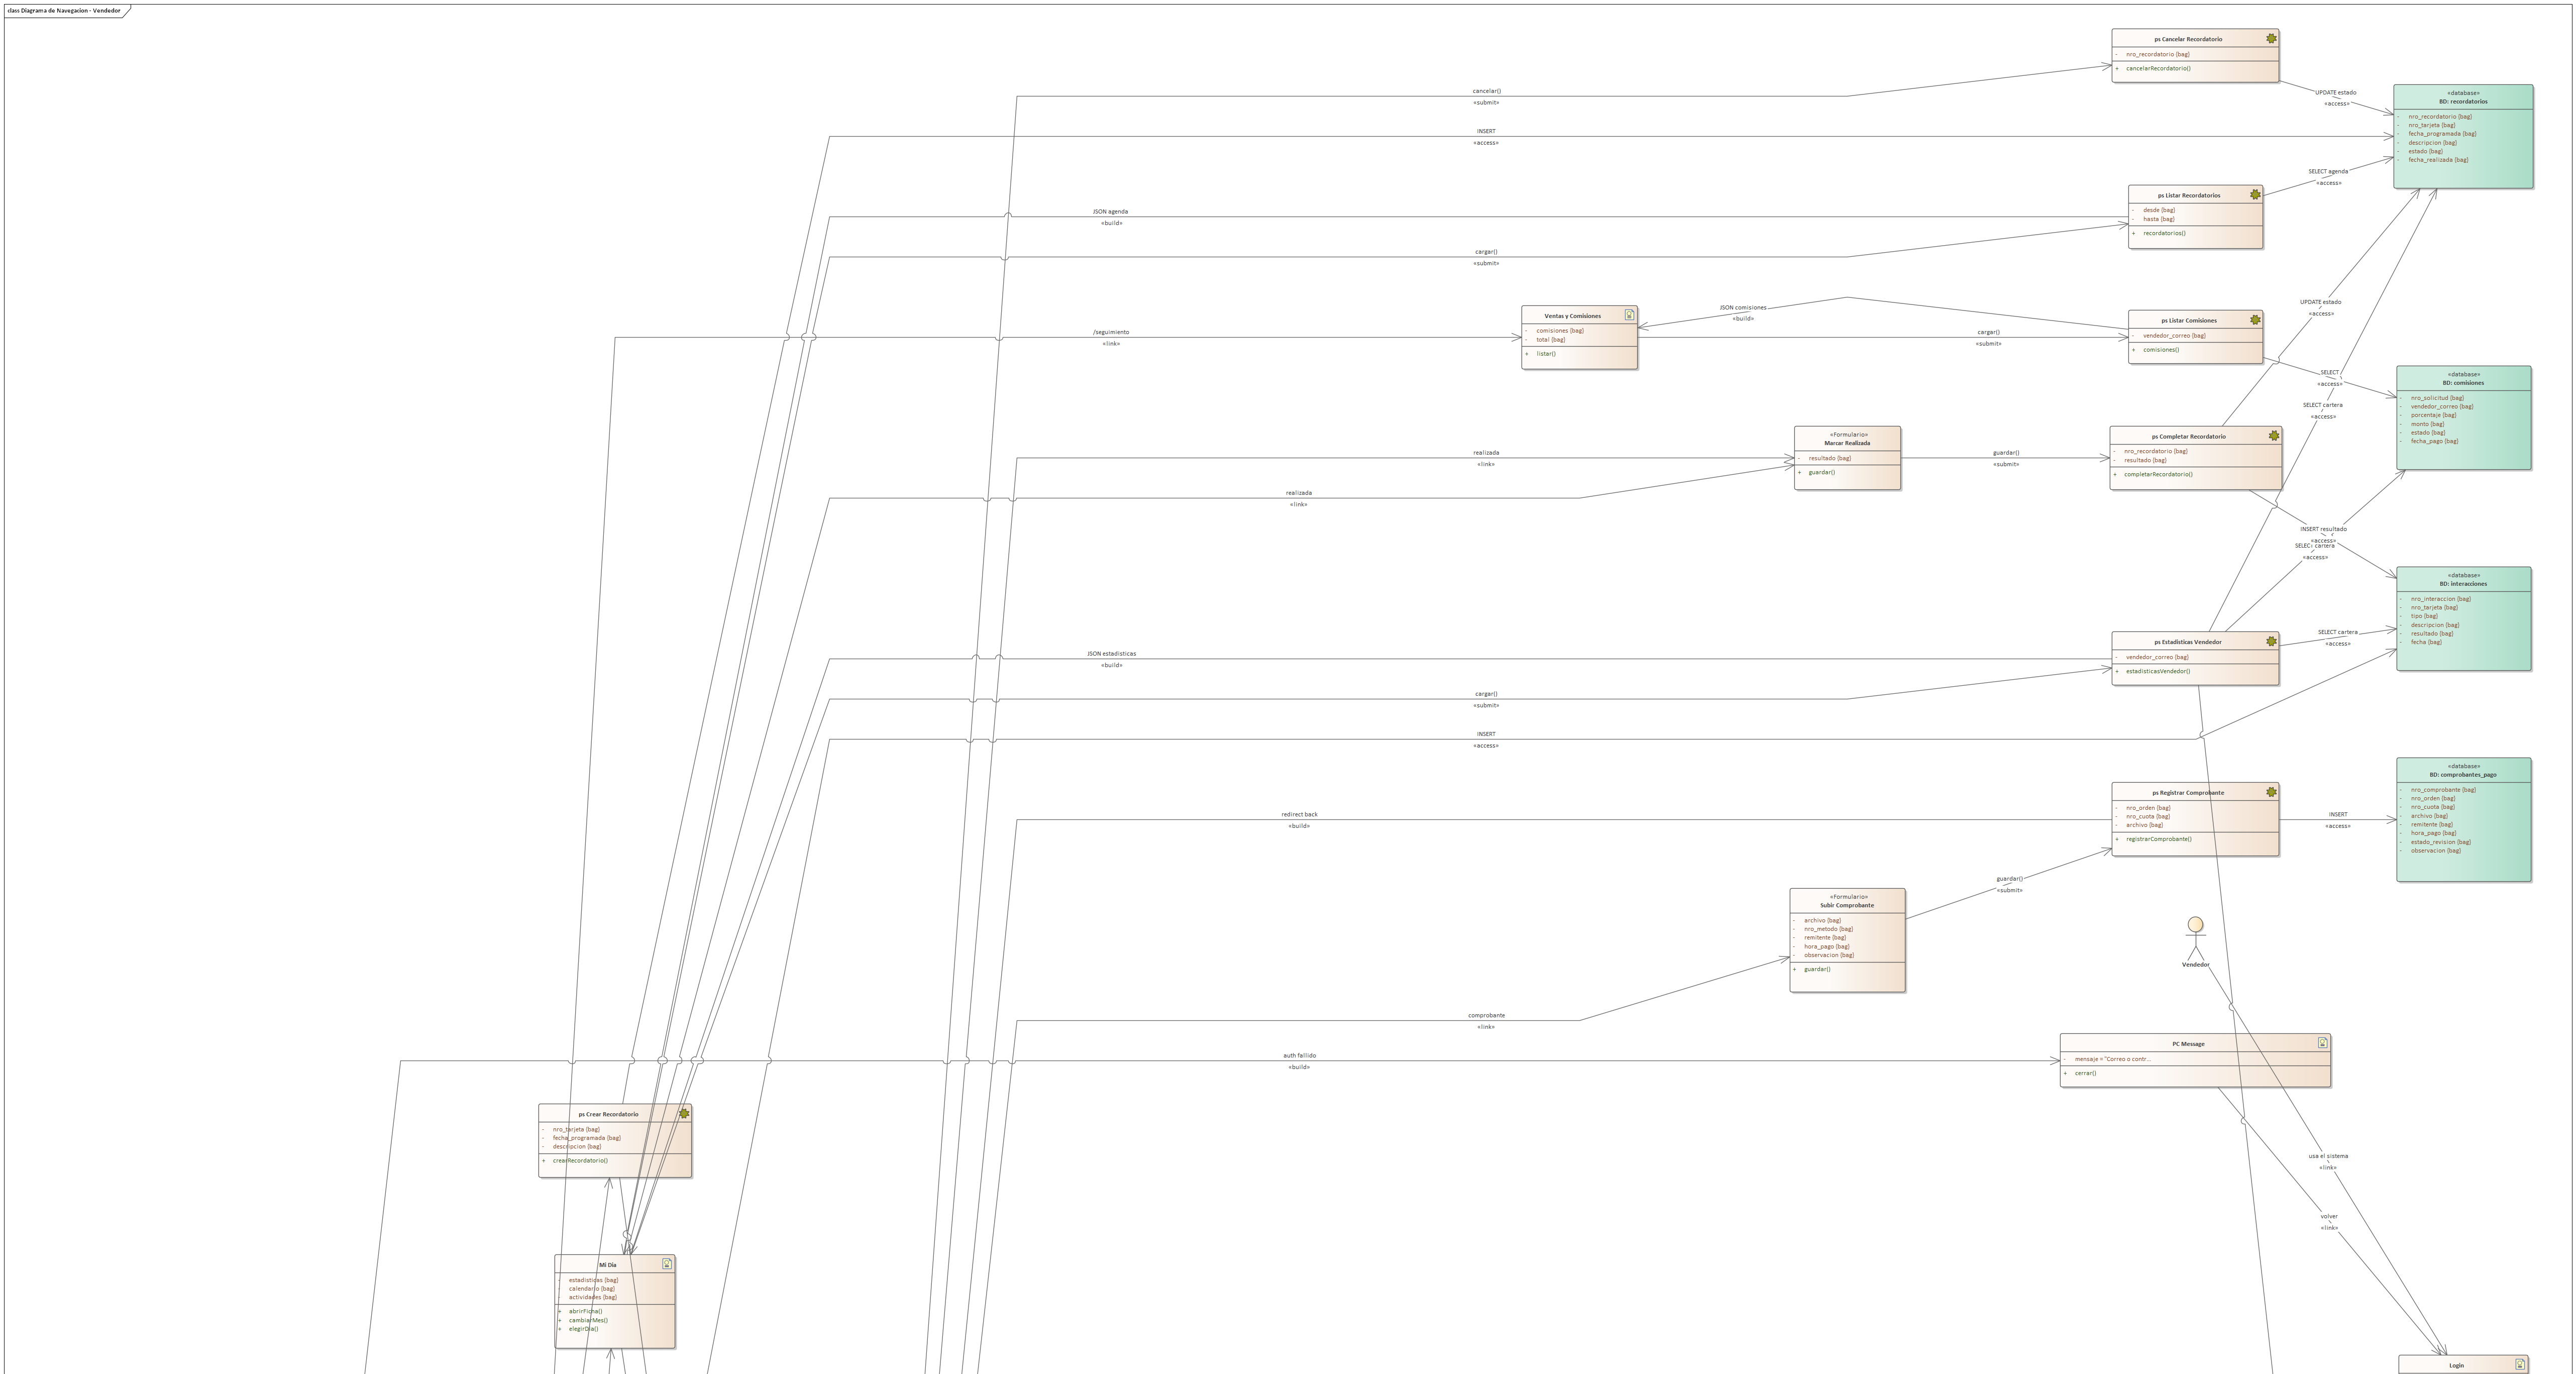 class Diagrama de Navegacion - Vendedor
ps Cancelar Recordatorio
- nro_recordatorio {bag}
+ cancelarRecordatorio()
cancelar()
«submit»
UPDATE estado
«access»
«database»
BD: recordatorios
- nro_recordatorio {bag}
- nro_tarjeta {bag}
- fecha_programada {bag}
- descripcion {bag}
- estado {bag}
- fecha_realizada {bag}
INSERT
«access»
SELECT agenda
«access»
ps Listar Recordatorios
- desde {bag}
- hasta {bag}
+ recordatorios()
JSON agenda
«build»
cargar()
«submit»
/seguimiento
«link»
Ventas y Comisiones
- comisiones {bag}
- total {bag}
+ listar()
JSON comisiones
«build»
cargar()
«submit»
ps Listar Comisiones
- vendedor_correo {bag}
+ comisiones()
UPDATE estado
«access»
SELECT
«access»
SELECT cartera
«access»
«database»
BD: comisiones
- nro_solicitud {bag}
- vendedor_correo {bag}
- porcentaje {bag}
- monto {bag}
- estado {bag}
- fecha_pago {bag}
realizada
«link»
«Formulario»
Marcar Realizada
- resultado {bag}
+ guardar()
guardar()
«submit»
ps Completar Recordatorio
- nro_recordatorio {bag}
- resultado {bag}
+ completarRecordatorio()
realizada
«link»
INSERT resultado
«access»
SELECT cartera
«access»
«database»
BD: interacciones
- nro_interaccion {bag}
- nro_tarjeta {bag}
- tipo {bag}
- descripcion {bag}
- resultado {bag}
- fecha {bag}
JSON estadisticas
«build»
ps Estadisticas Vendedor
- vendedor_correo {bag}
+ estadisticasVendedor()
SELECT cartera
«access»
cargar()
«submit»
INSERT
«access»
redirect back
«build»
ps Registrar Comprobante
- nro_orden {bag}
- nro_cuota {bag}
- archivo {bag}
+ registrarComprobante()
INSERT
«access»
«database»
BD: comprobantes_pago
- nro_comprobante {bag}
- nro_orden {bag}
- nro_cuota {bag}
- archivo {bag}
- remitente {bag}
- hora_pago {bag}
- estado_revision {bag}
- observacion {bag}
guardar()
«submit»
«Formulario»
Subir Comprobante
- archivo {bag}
- nro_metodo {bag}
- remitente {bag}
- hora_pago {bag}
- observacion {bag}
+ guardar()
Vendedor
comprobante
«link»
auth fallido
«build»
PC Message
- mensaje = "Correo o contr...
+ cerrar()
ps Crear Recordatorio
- nro_tarjeta {bag}
- fecha_programada {bag}
- descripcion {bag}
+ crearRecordatorio()
usa el sistema
«link»
volver
«link»
Mi Dia
- estadisticas {bag}
- calendario {bag}
- actividades {bag}
+ abrirFicha()
+ cambiarMes()
+ elegirDia()
Login